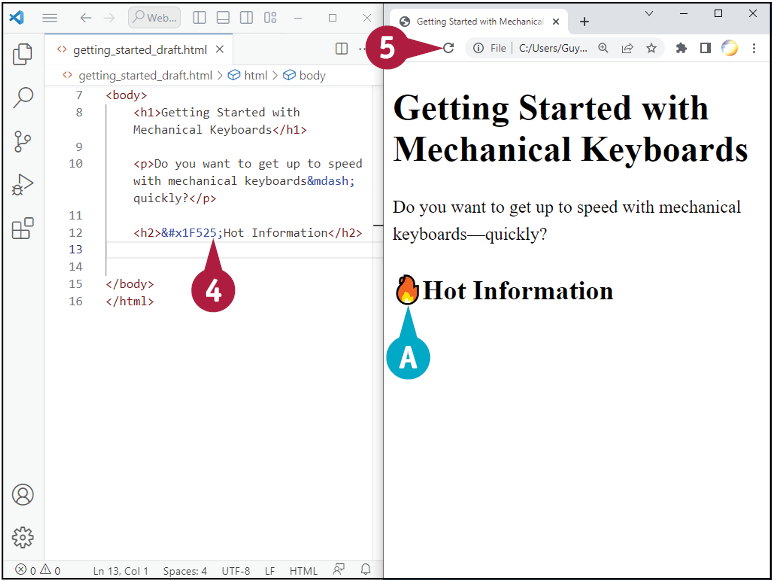 Web...
getting_started_draft.html
getting_started_draft.html > html > body
7 <body>
8 <h1>Getting Started with
Mechanical Keyboards</h1>
9
10 <p>Do you want to get up to speed
with mechanical keyboards&mdash;
quickly?</p>
11
12 <h2>&#x1F525;Hot Information</h2>
13
14
15 </body>
16 </html>
4
0 0 Ln 13, Col 1 Spaces: 4 UTF-8 LF HTML
Getting Started with Mechanical
5
File C:/Users/Guy...
Getting Started with
Mechanical Keyboards
Do you want to get up to speed with mechanical
keyboards—quickly?
🔥Hot Information
A